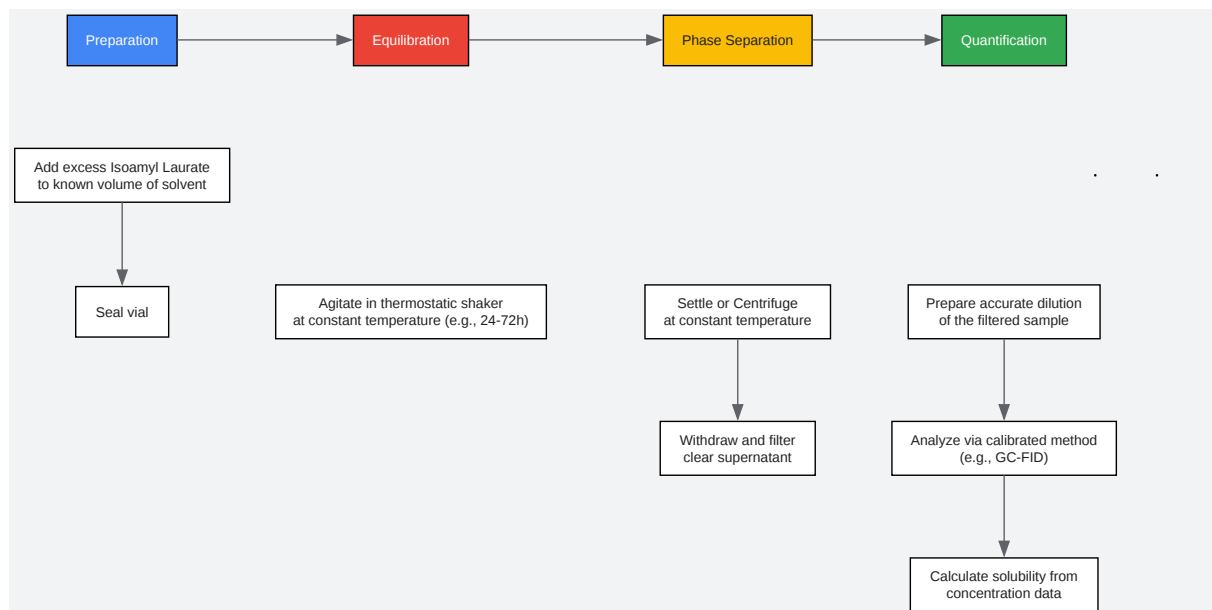 Preparation
Equilibration
Phase Separation
Quantification
Add excess Isoamyl Laurate
to known volume of solvent
Seal vial
Agitate in thermostatic shaker
at constant temperature (e.g., 24-72h)
Settle or Centrifuge
at constant temperature
Withdraw and filter
clear supernatant
Prepare accurate dilution
of the filtered sample
Analyze via calibrated method
(e.g., GC-FID)
Calculate solubility from
concentration data